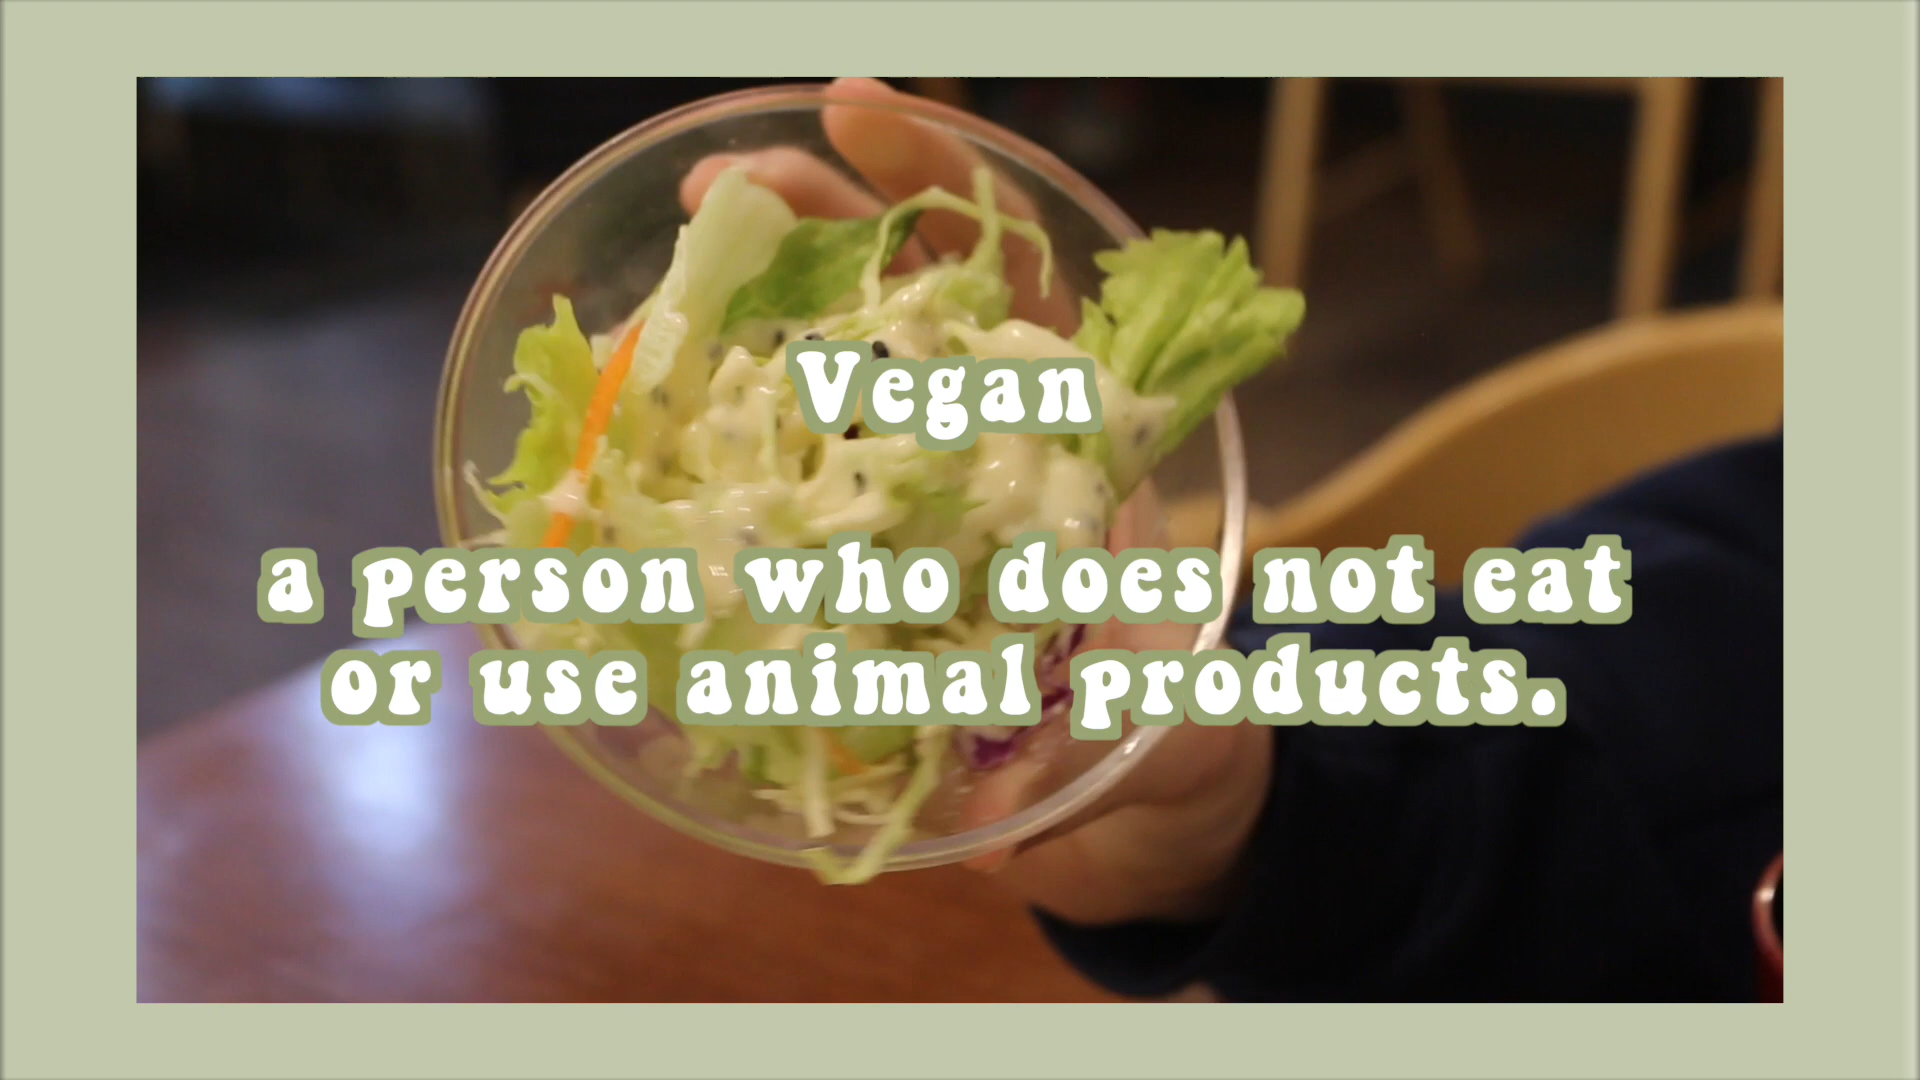 Vegan
a person who does not eat
or use animal products.